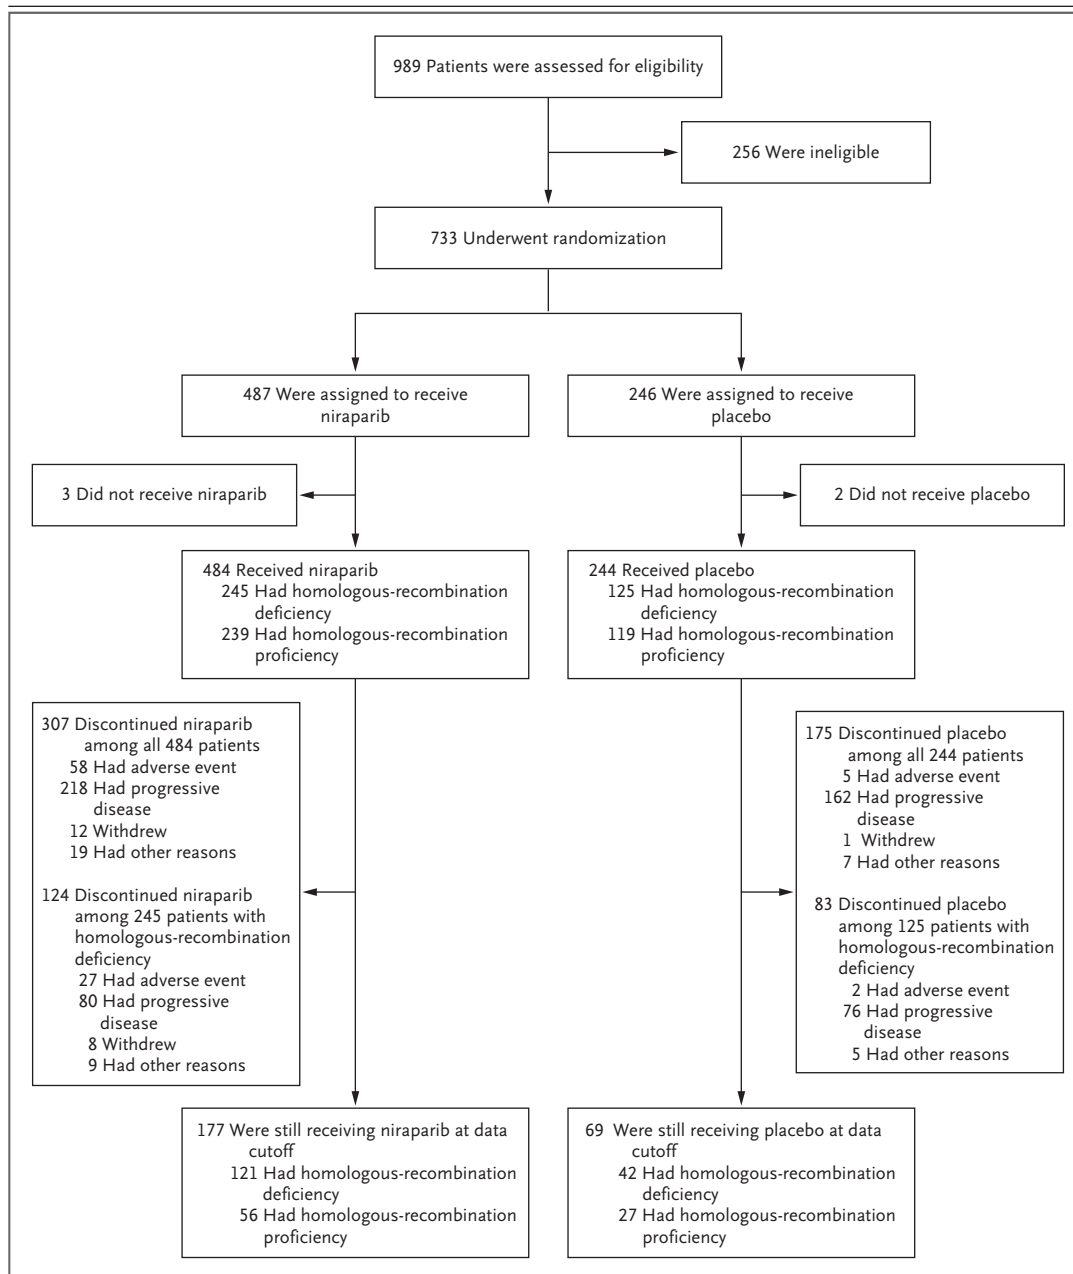 989 Patients were assessed for eligibility
256 Were ineligible
733 Underwent randomization
487 Were assigned to receive
niraparib
246 Were assigned to receive
placebo
3 Did not receive niraparib
2 Did not receive placebo
484 Received niraparib
245 Had homologous-recombination
deficiency
239 Had homologous-recombination
proficiency
244 Received placebo
125 Had homologous-recombination
deficiency
119 Had homologous-recombination
proficiency
307 Discontinued niraparib
among all 484 patients
58 Had adverse event
218 Had progressive
disease
12 Withdrew
19 Had other reasons
124 Discontinued niraparib
among 245 patients with
homologous-recombination
deficiency
27 Had adverse event
80 Had progressive
disease
8 Withdrew
9 Had other reasons
175 Discontinued placebo
among all 244 patients
5 Had adverse event
162 Had progressive
disease
1 Withdrew
7 Had other reasons
83 Discontinued placebo
among 125 patients with
homologous-recombination
deficiency
2 Had adverse event
76 Had progressive
disease
5 Had other reasons
177 Were still receiving niraparib at data
cutoff
121 Had homologous-recombination
deficiency
56 Had homologous-recombination
proficiency
69 Were still receiving placebo at data
cutoff
42 Had homologous-recombination
deficiency
27 Had homologous-recombination
proficiency